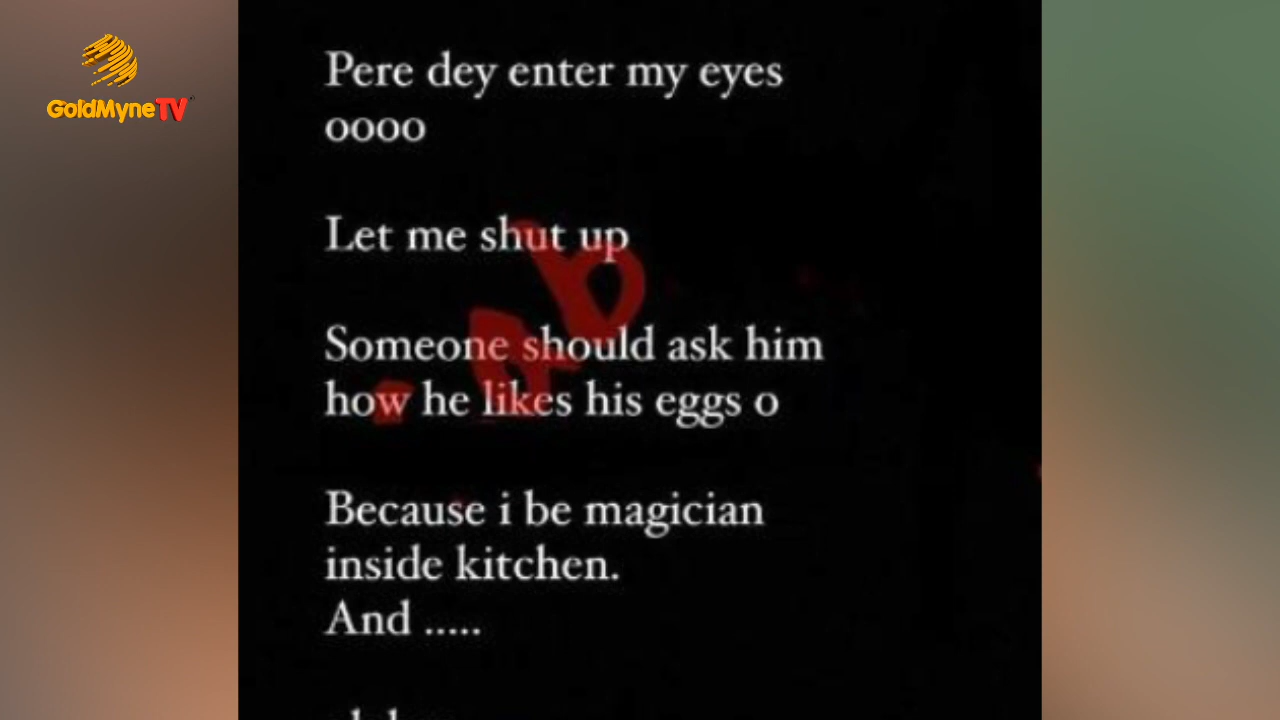 GoldMyneTV
Pere dey enter my eyes
oooo
Let me shut up
Someone should ask him
how he likes his eggs o
Because i be magician
inside kitchen.
And .....